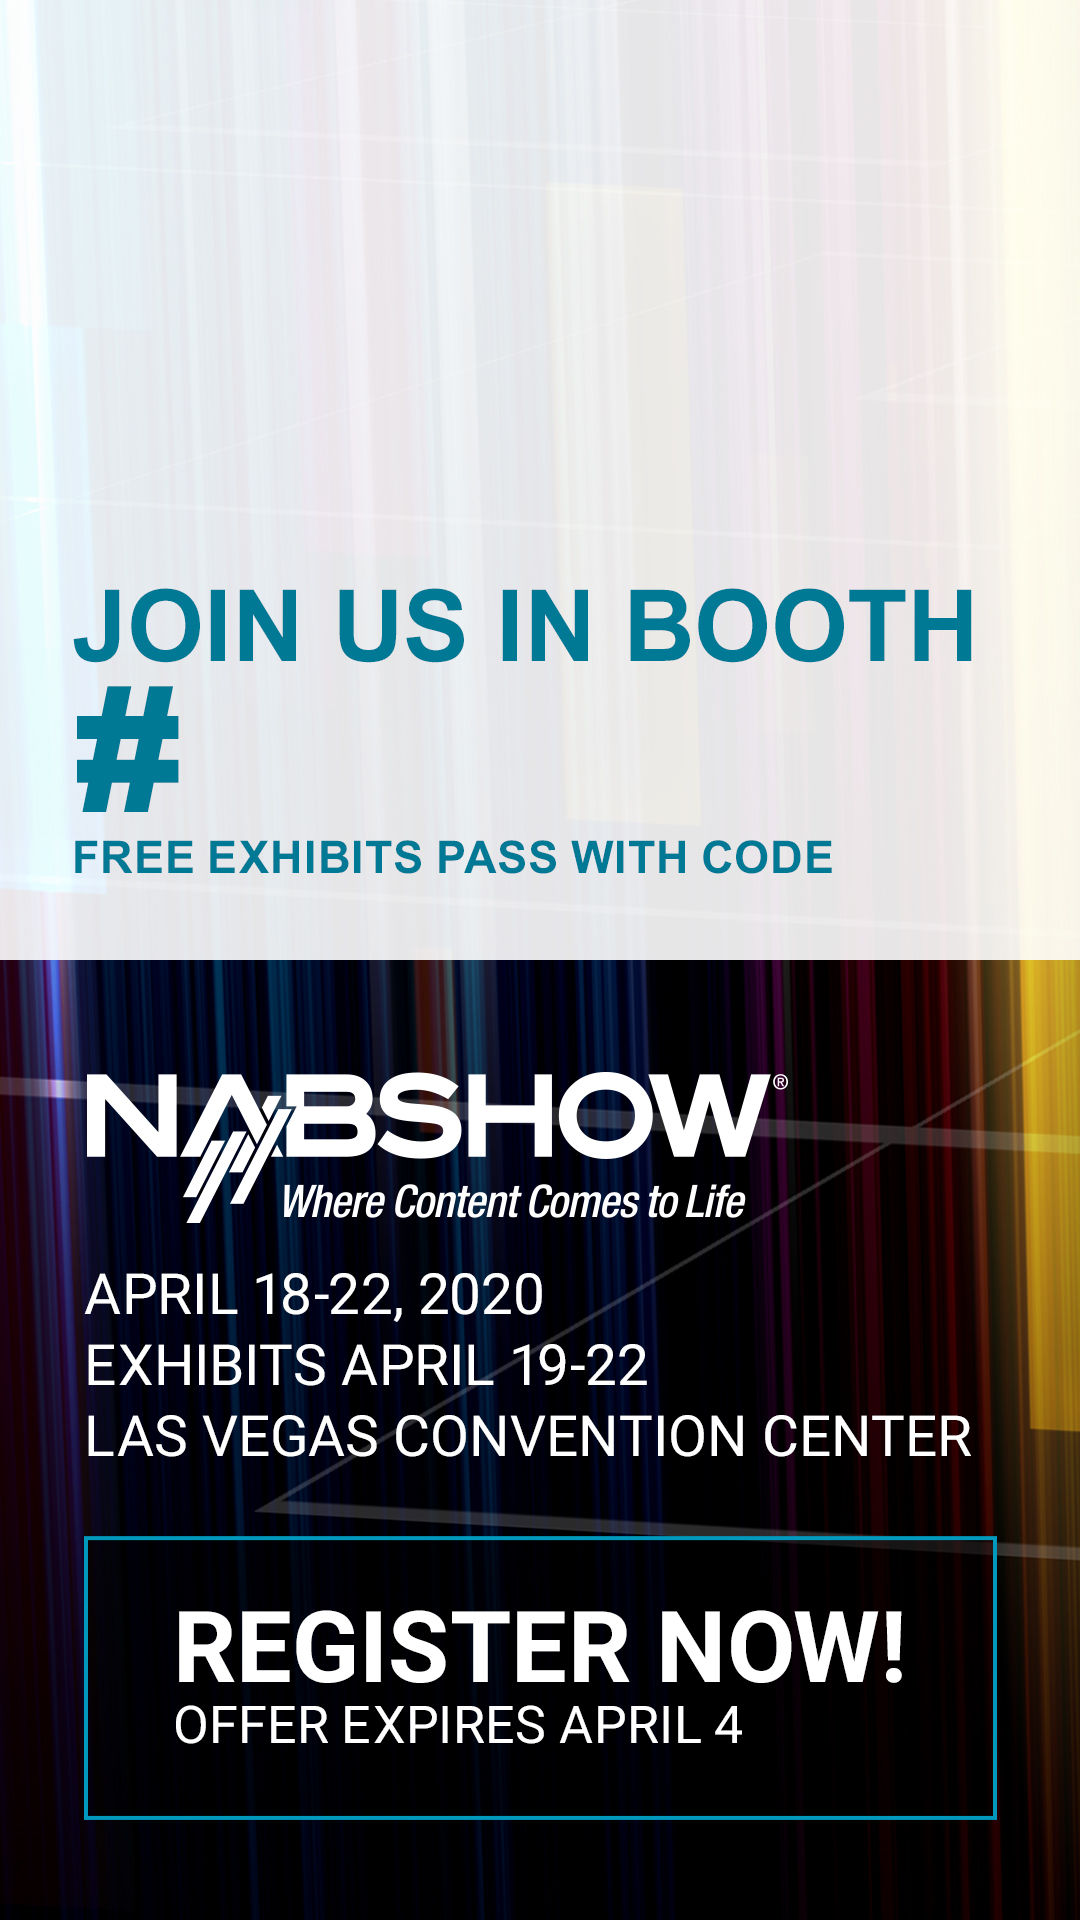 JOIN US IN BOOTH
#
FREE EXHIBITS PASS WITH CODE
NABSHOW®
Where Content Comes to Life
APRIL 18-22, 2020
EXHIBITS APRIL 19-22
LAS VEGAS CONVENTION CENTER
REGISTER NOW!
OFFER EXPIRES APRIL 4